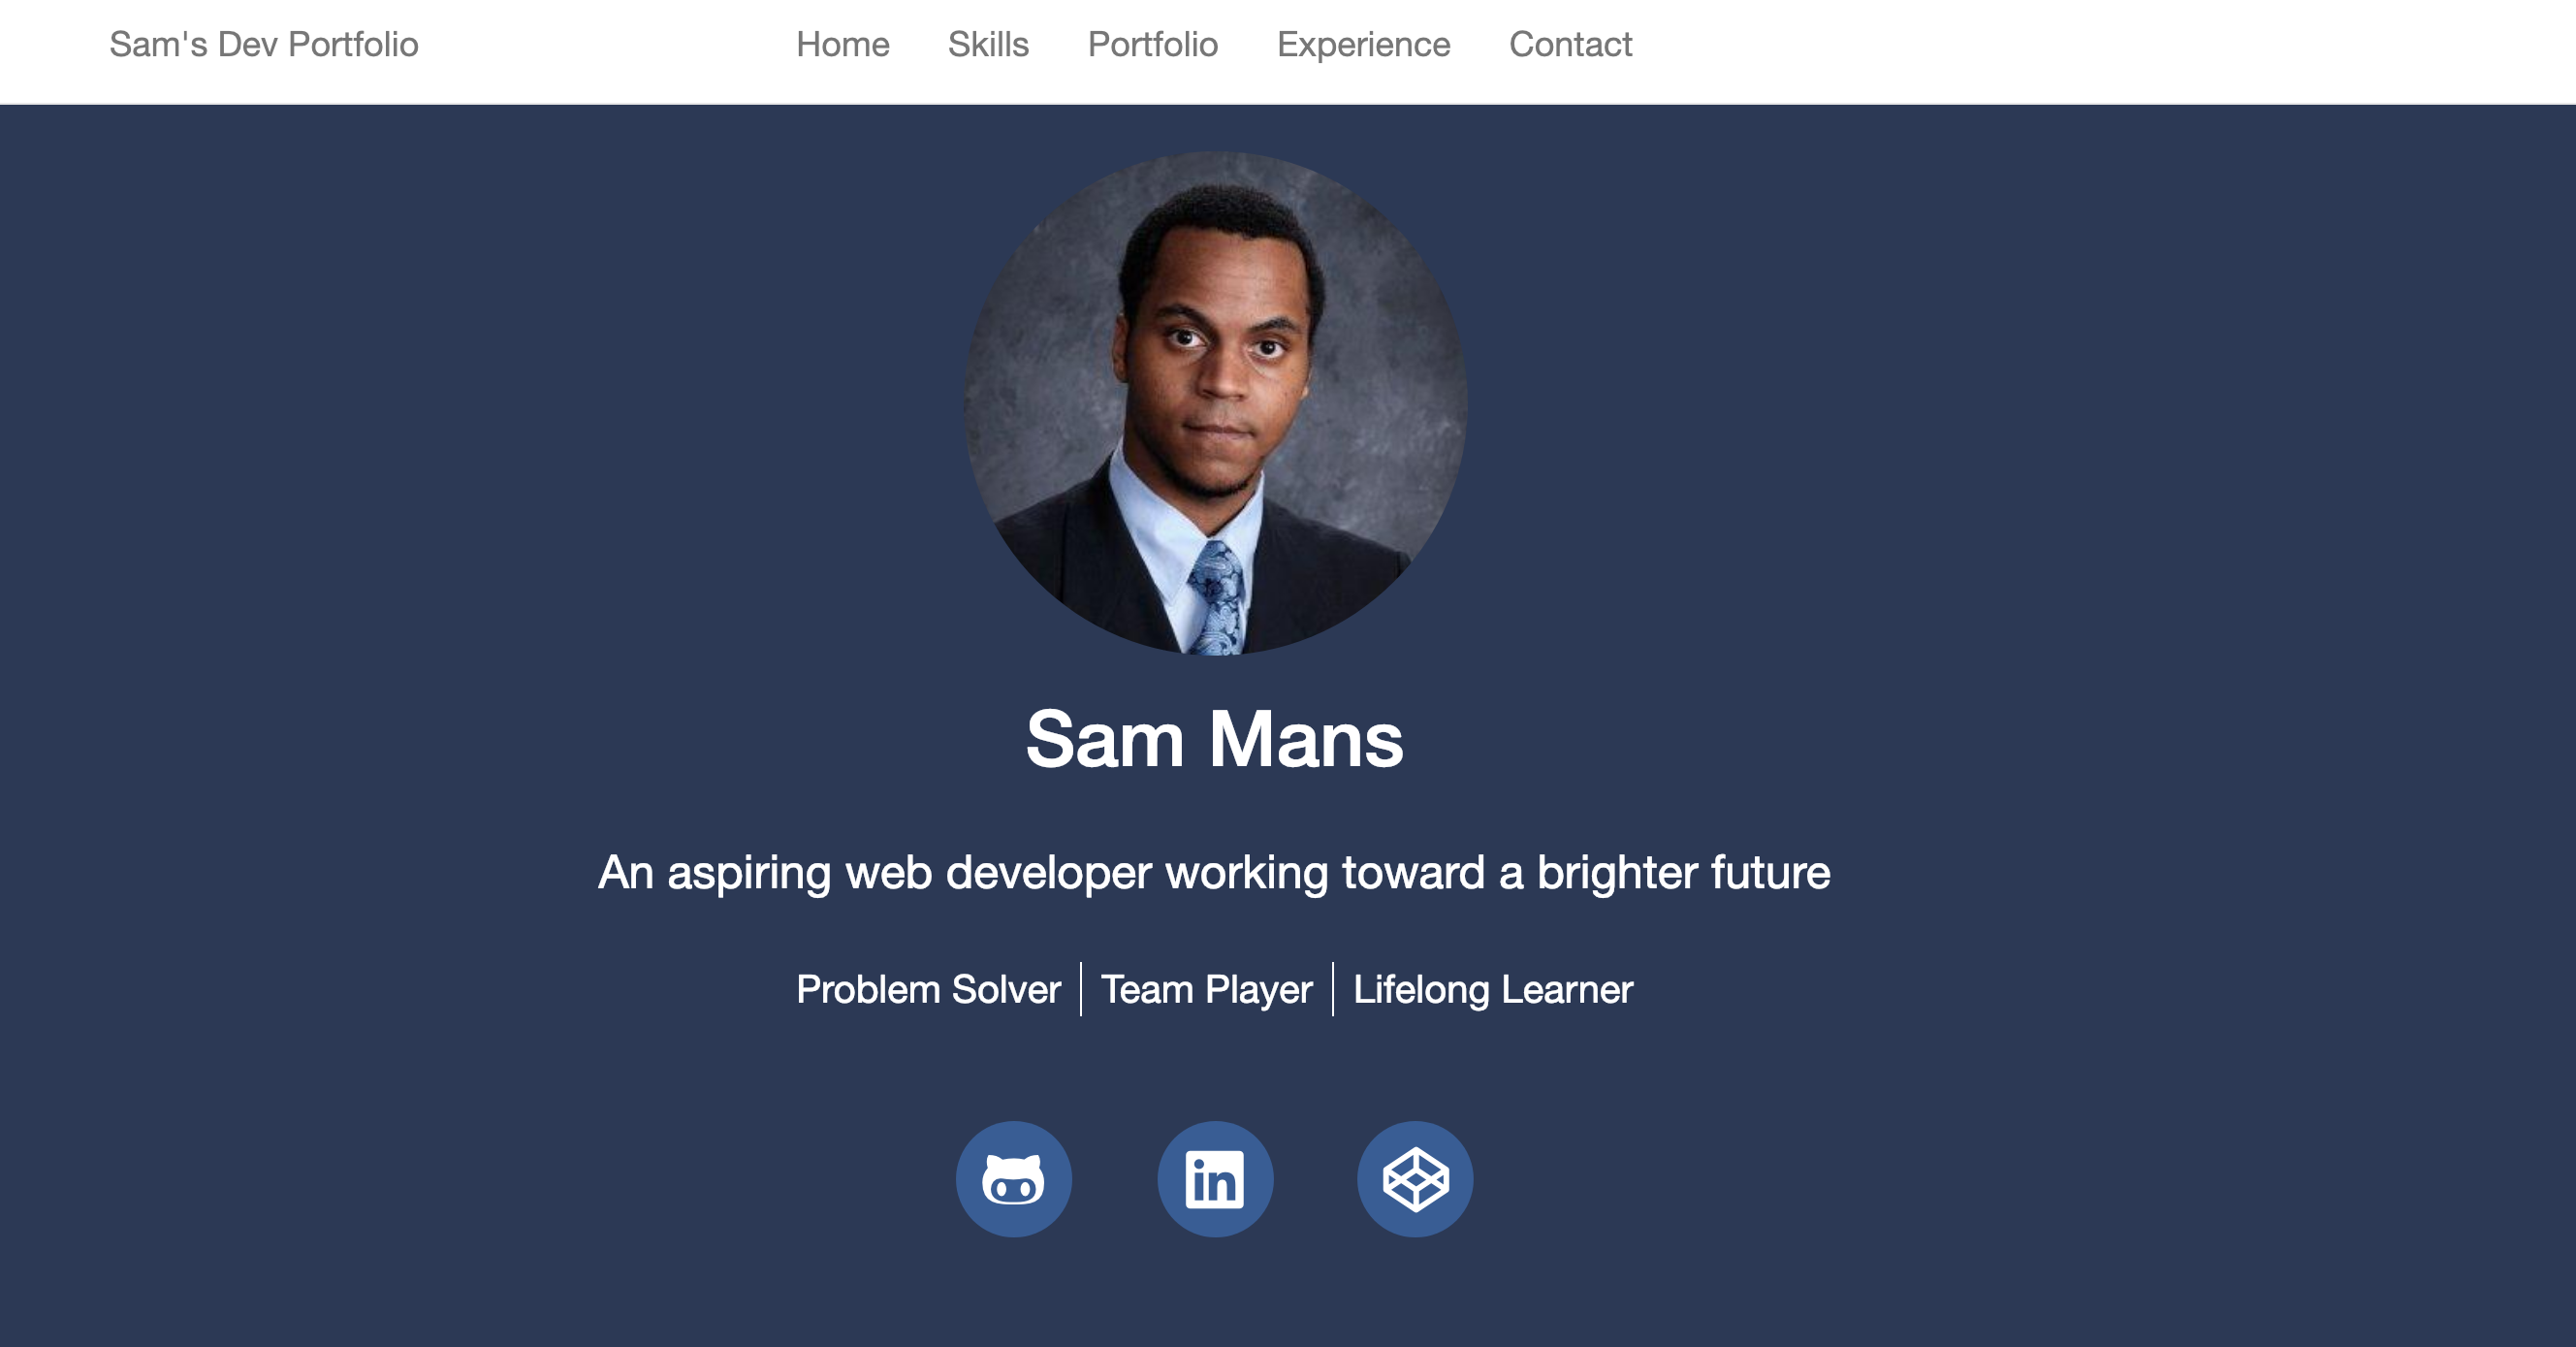 Sam's Dev Portfolio Home Skills Portfolio Experience Contact
Sam Mans
An aspiring web developer working toward a brighter future
Problem Solver Team Player Lifelong Learner
in